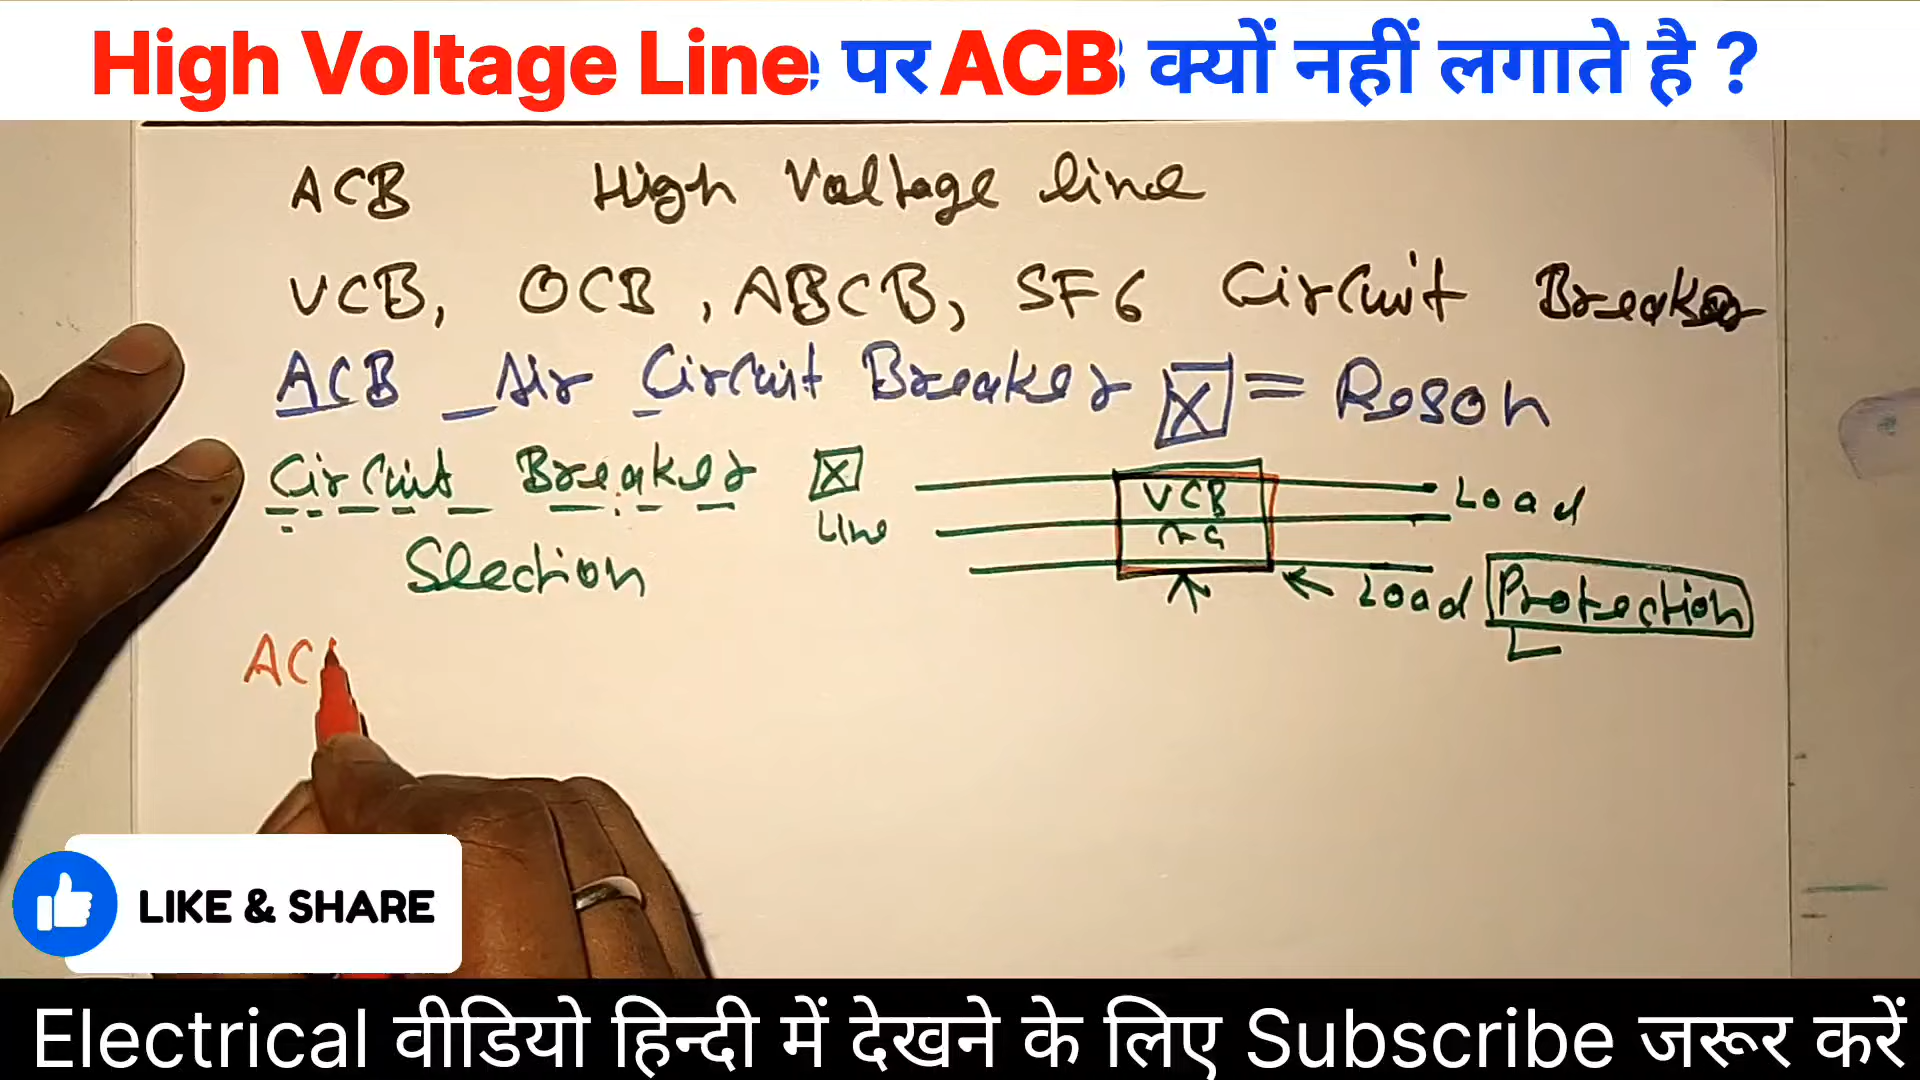 High Voltage Line पर ACB क्यों नहीं लगाते है ?
ACB High Voltage line
VCB, OCB, ABCB, SF6 Circuit Breaker
ACB _ Air Circuit Breaker X = Reson
Circuit Breaker X
Line
Slection
VCB
Load
Load Protection
AC
LIKE & SHARE
Electrical वीडियो हिन्दी में देखने के लिए Subscribe जरूर करें